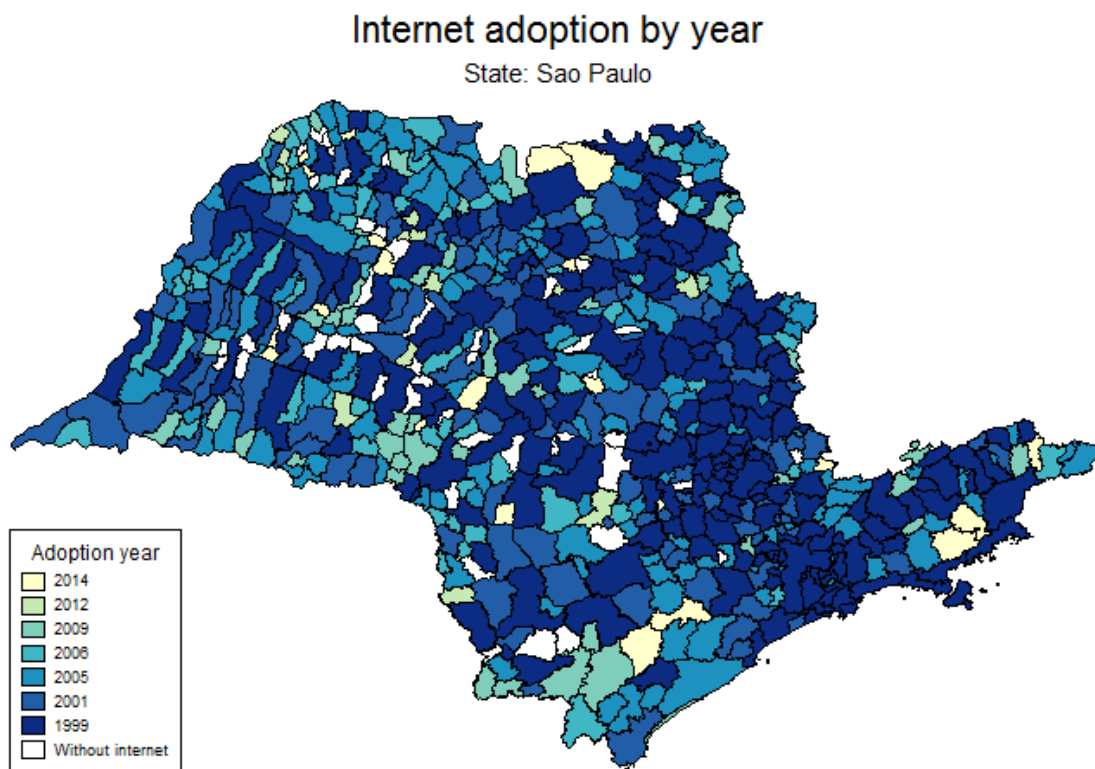 Internet adoption by year
State: Sao Paulo
Adoption year
2014
2012
2009
2006
2005
2001
1999
Without internet